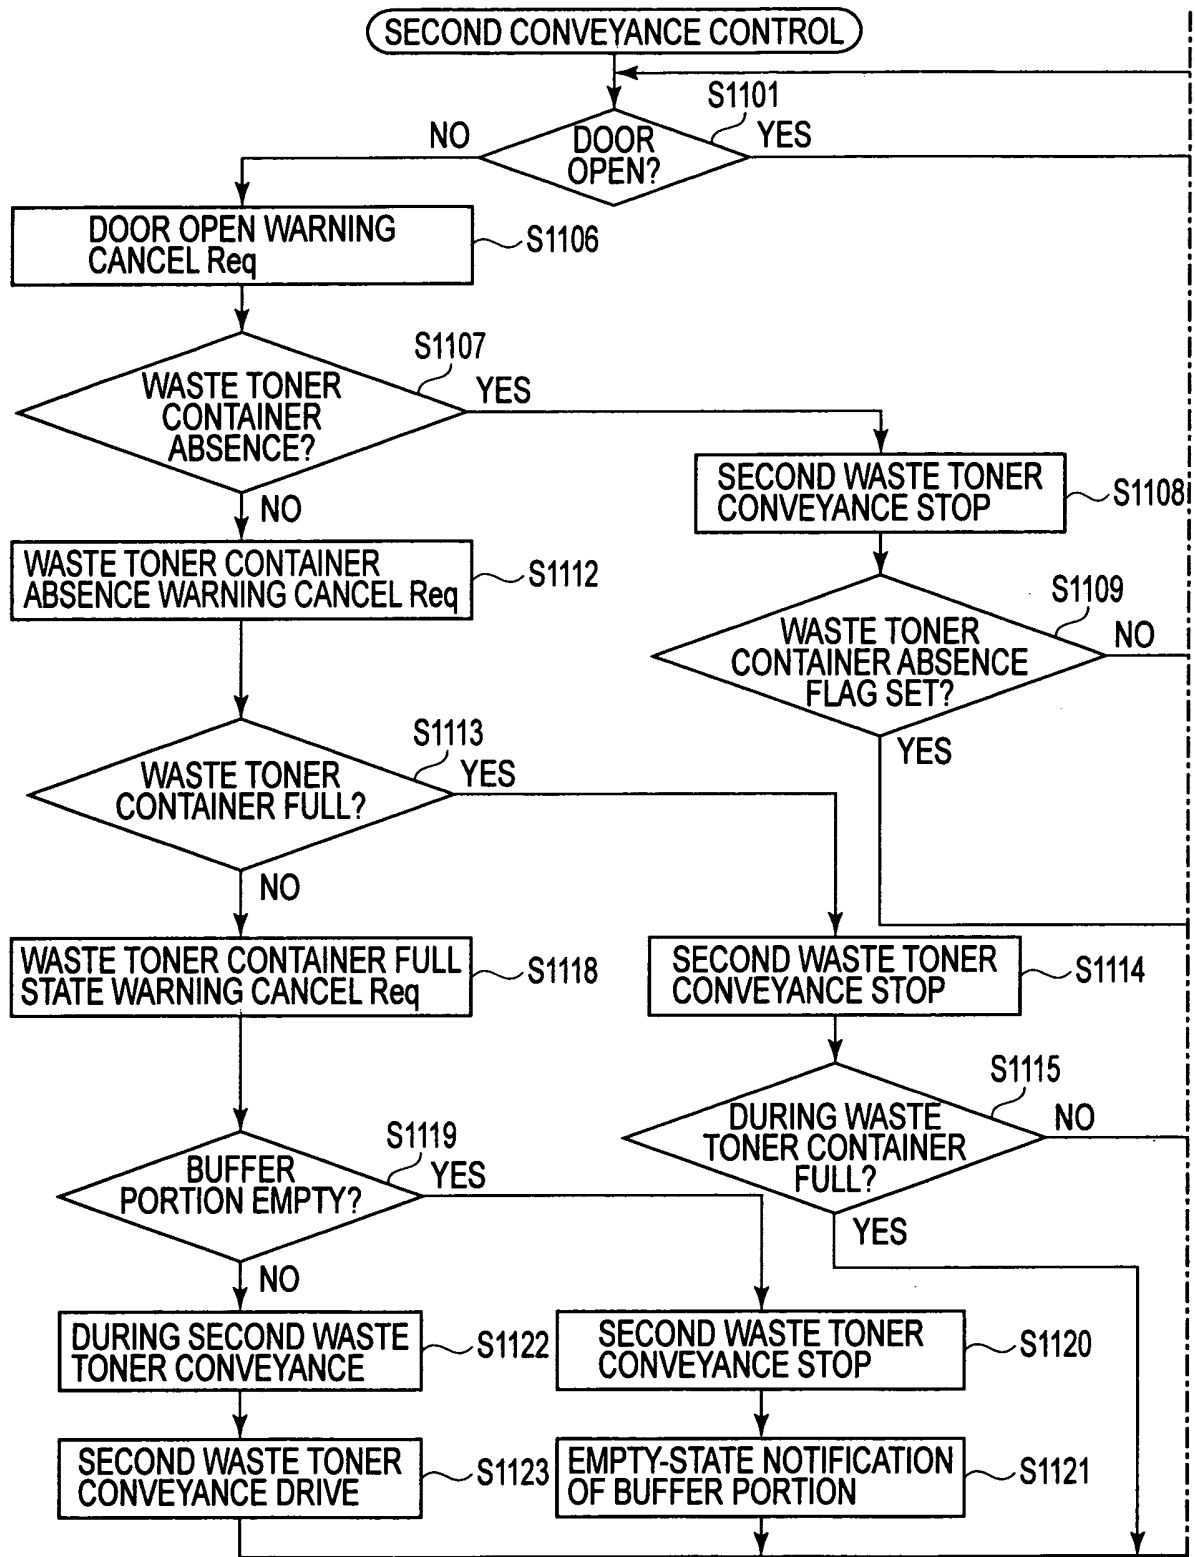 SECOND CONVEYANCE CONTROL
S1101
NO
DOOR
OPEN?
YES
DOOR OPEN WARNING
CANCEL Req
S1106
S1107
WASTE TONER
CONTAINER
ABSENCE?
YES
NO
SECOND WASTE TONER
CONVEYANCE STOP
S1108
WASTE TONER CONTAINER
ABSENCE WARNING CANCEL Req
S1112
S1109
WASTE TONER
CONTAINER ABSENCE
FLAG SET?
NO
YES
S1113
WASTE TONER
CONTAINER FULL?
YES
NO
WASTE TONER CONTAINER FULL
STATE WARNING CANCEL Req
S1118
SECOND WASTE TONER
CONVEYANCE STOP
S1114
S1115
DURING WASTE
TONER CONTAINER
FULL?
NO
YES
S1119
BUFFER
PORTION EMPTY?
YES
NO
DURING SECOND WASTE
TONER CONVEYANCE
S1122
SECOND WASTE TONER
CONVEYANCE STOP
S1120
SECOND WASTE TONER
CONVEYANCE DRIVE
S1123
EMPTY-STATE NOTIFICATION
OF BUFFER PORTION
S1121